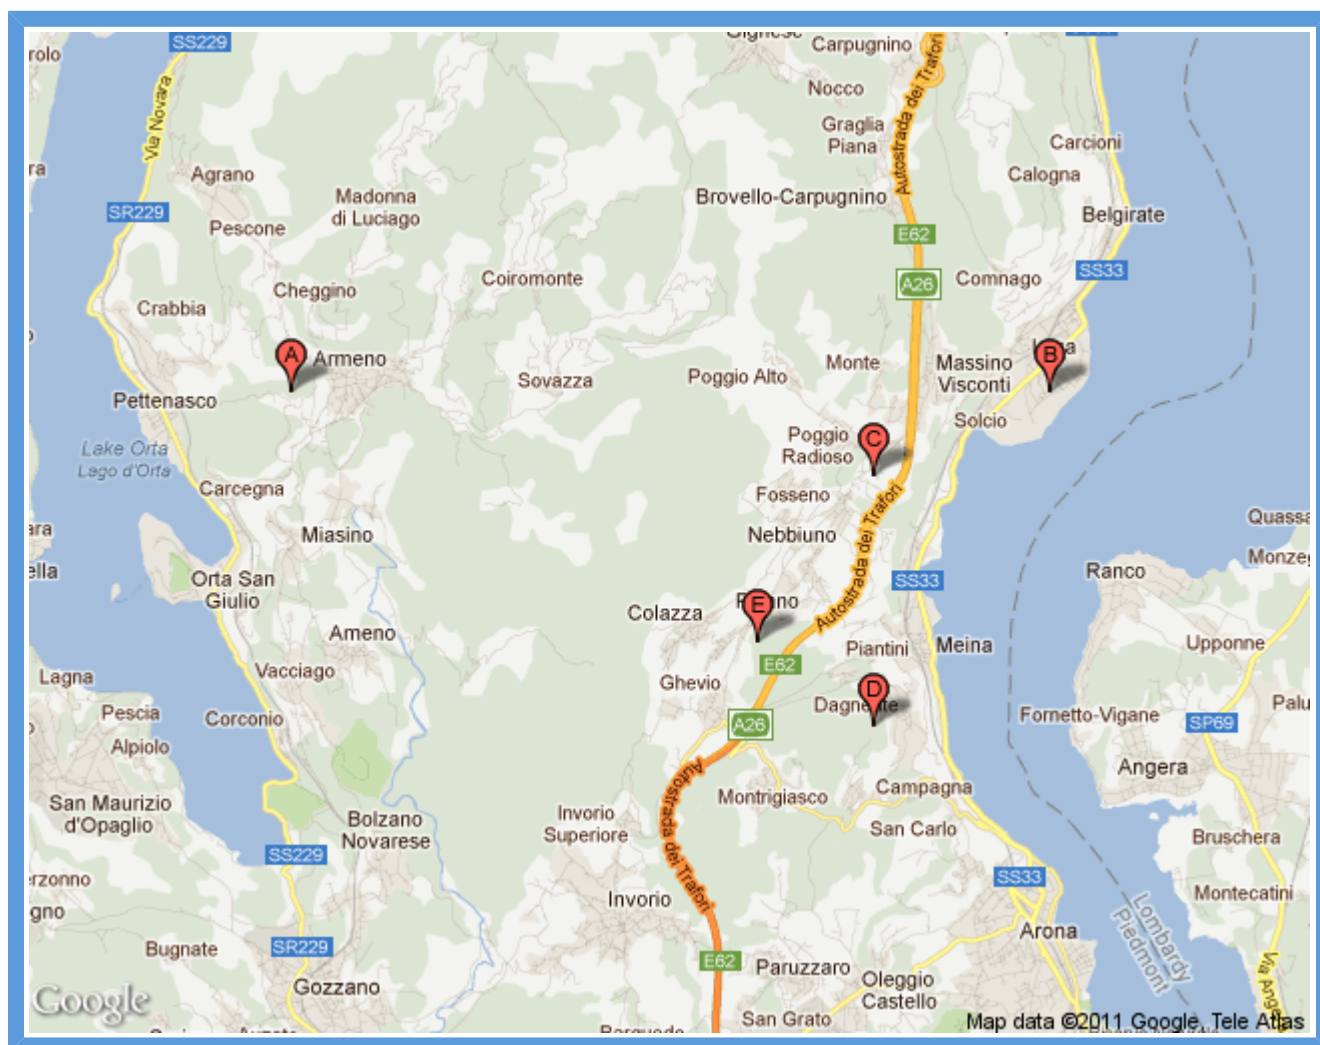 SS229
Carpugnino
Nocco
Graglia
Piana
Via Novara
Autostrada dei Trafori
Carcioni
Calogna
Agrano
Madonna
di Luciago
Brovello-Carpugnino
SR229
Belgirate
Pescone
E62
SS33
Coiromonte
A26
Comnago
Cheggino
Crabbia
A
Armeno
Monte
Massino
Visconti
B
Sovazza
Poggio Alto
Pettenasco
Solcio
Poggio
Radioso
C
Lake Orta
Lago d'Orta
Carcegna
Fosseno
Autostrada dei Trafori
Miasino
Nebbiuno
Ranco
Orta San
Giulio
SS33
E
Colazza
Ameno
Piantini
Meina
Upponne
E62
Vacciago
Lagna
Ghevio
D
Pescia
Corconio
A26
Fornetto-Vigane
SP69
Alpiolo
Angera
Autostrada dei Trafori
Montrigiasco
Campagna
San Maurizio
d'Opaglio
Bolzano
Novarese
Invorio
Superiore
San Carlo
Bruschera
SS229
SS33
Montecatini
Invorio
Arona
Lombardy
Piedmont
Bugnate
SR229
E62
Paruzzaro
Oleggio
Castello
Gozzano
Google
San Grato
Map data ©2011 Google, Tele Atlas